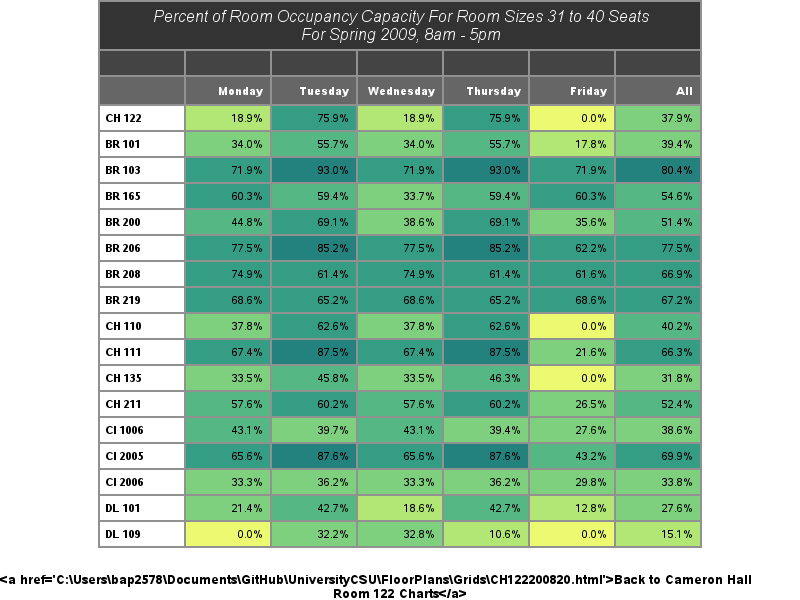 Percent of Room Occupancy Capacity For Room Sizes 31 to 40 Seats
For Spring 2009, 8am - 5pm
Monday Tuesday Wednesday Thursday Friday All
CH 122 18.9% 75.9% 18.9% 75.9% 0.0% 37.9%
BR 101 34.0% 55.7% 34.0% 55.7% 17.8% 39.4%
BR 103 71.9% 93.0% 71.9% 93.0% 71.9% 80.4%
BR 165 60.3% 59.4% 33.7% 59.4% 60.3% 54.6%
BR 200 44.8% 69.1% 38.6% 69.1% 35.6% 51.4%
BR 206 77.5% 85.2% 77.5% 85.2% 62.2% 77.5%
BR 208 74.9% 61.4% 74.9% 61.4% 61.6% 66.9%
BR 219 68.6% 65.2% 68.6% 65.2% 68.6% 67.2%
CH 110 37.8% 62.6% 37.8% 62.6% 0.0% 40.2%
CH 111 67.4% 87.5% 67.4% 87.5% 21.6% 66.3%
CH 135 33.5% 45.8% 33.5% 46.3% 0.0% 31.8%
CH 211 57.6% 60.2% 57.6% 60.2% 26.5% 52.4%
CI 1006 43.1% 39.7% 43.1% 39.4% 27.6% 38.6%
CI 2005 65.6% 87.6% 65.6% 87.6% 43.2% 69.9%
CI 2006 33.3% 36.2% 33.3% 36.2% 29.8% 33.8%
DL 101 21.4% 42.7% 18.6% 42.7% 12.8% 27.6%
DL 109 0.0% 32.2% 32.8% 10.6% 0.0% 15.1%
<a href='C:\Users\bap2578\Documents\GitHub\UniversityCSU\FloorPlans\Grids\CH122200820.html'>Back to Cameron Hall
Room 122 Charts</a>